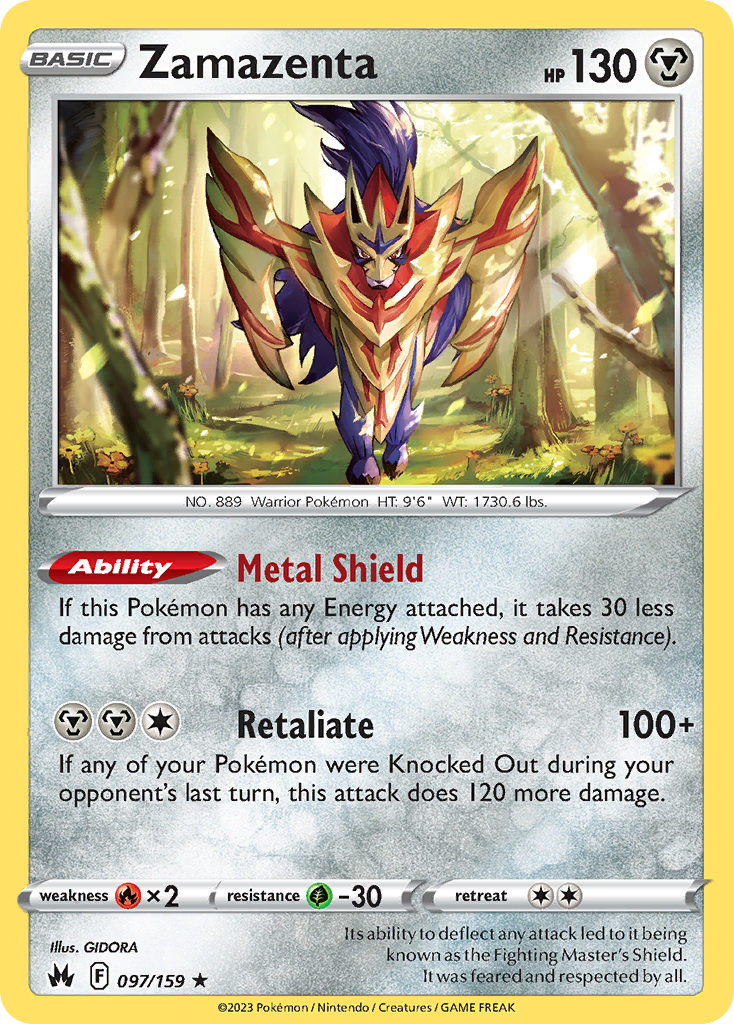 BASIC Zamazenta HP 130
NO. 889 Warrior Pokémon HT: 9'6" WT: 1730.6 lbs.
Ability Metal Shield
If this Pokémon has any Energy attached, it takes 30 less
damage from attacks (after applying Weakness and Resistance).
Retaliate 100+
If any of your Pokémon were Knocked Out during your
opponent's last turn, this attack does 120 more damage.
weakness ×2 resistance -30 retreat
Illus. GIDORA
Its ability to deflect any attack led to it being
known as the Fighting Master's Shield.
It was feared and respected by all.
F 097/159 ★
©2023 Pokémon / Nintendo / Creatures / GAME FREAK